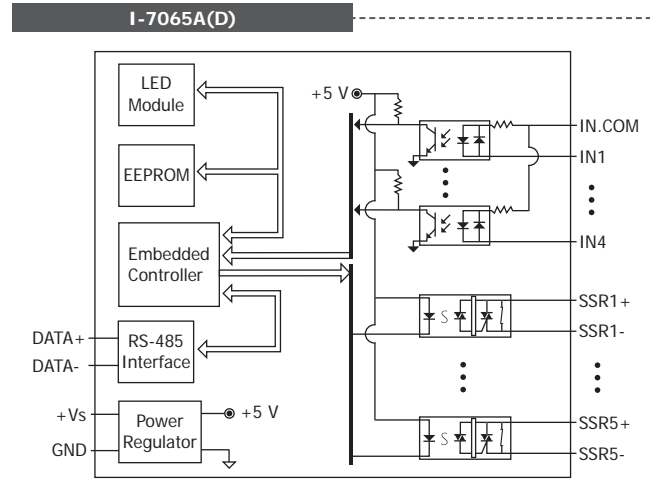 I-7065A(D)
LED
Module
EEPROM
Embedded
Controller
RS-485
Interface
Power
Regulator
DATA+
DATA-
+Vs
GND
+5 V
+5 V
IN.COM
IN1
IN4
S
SSR1+
SSR1-
S
SSR5+
SSR5-